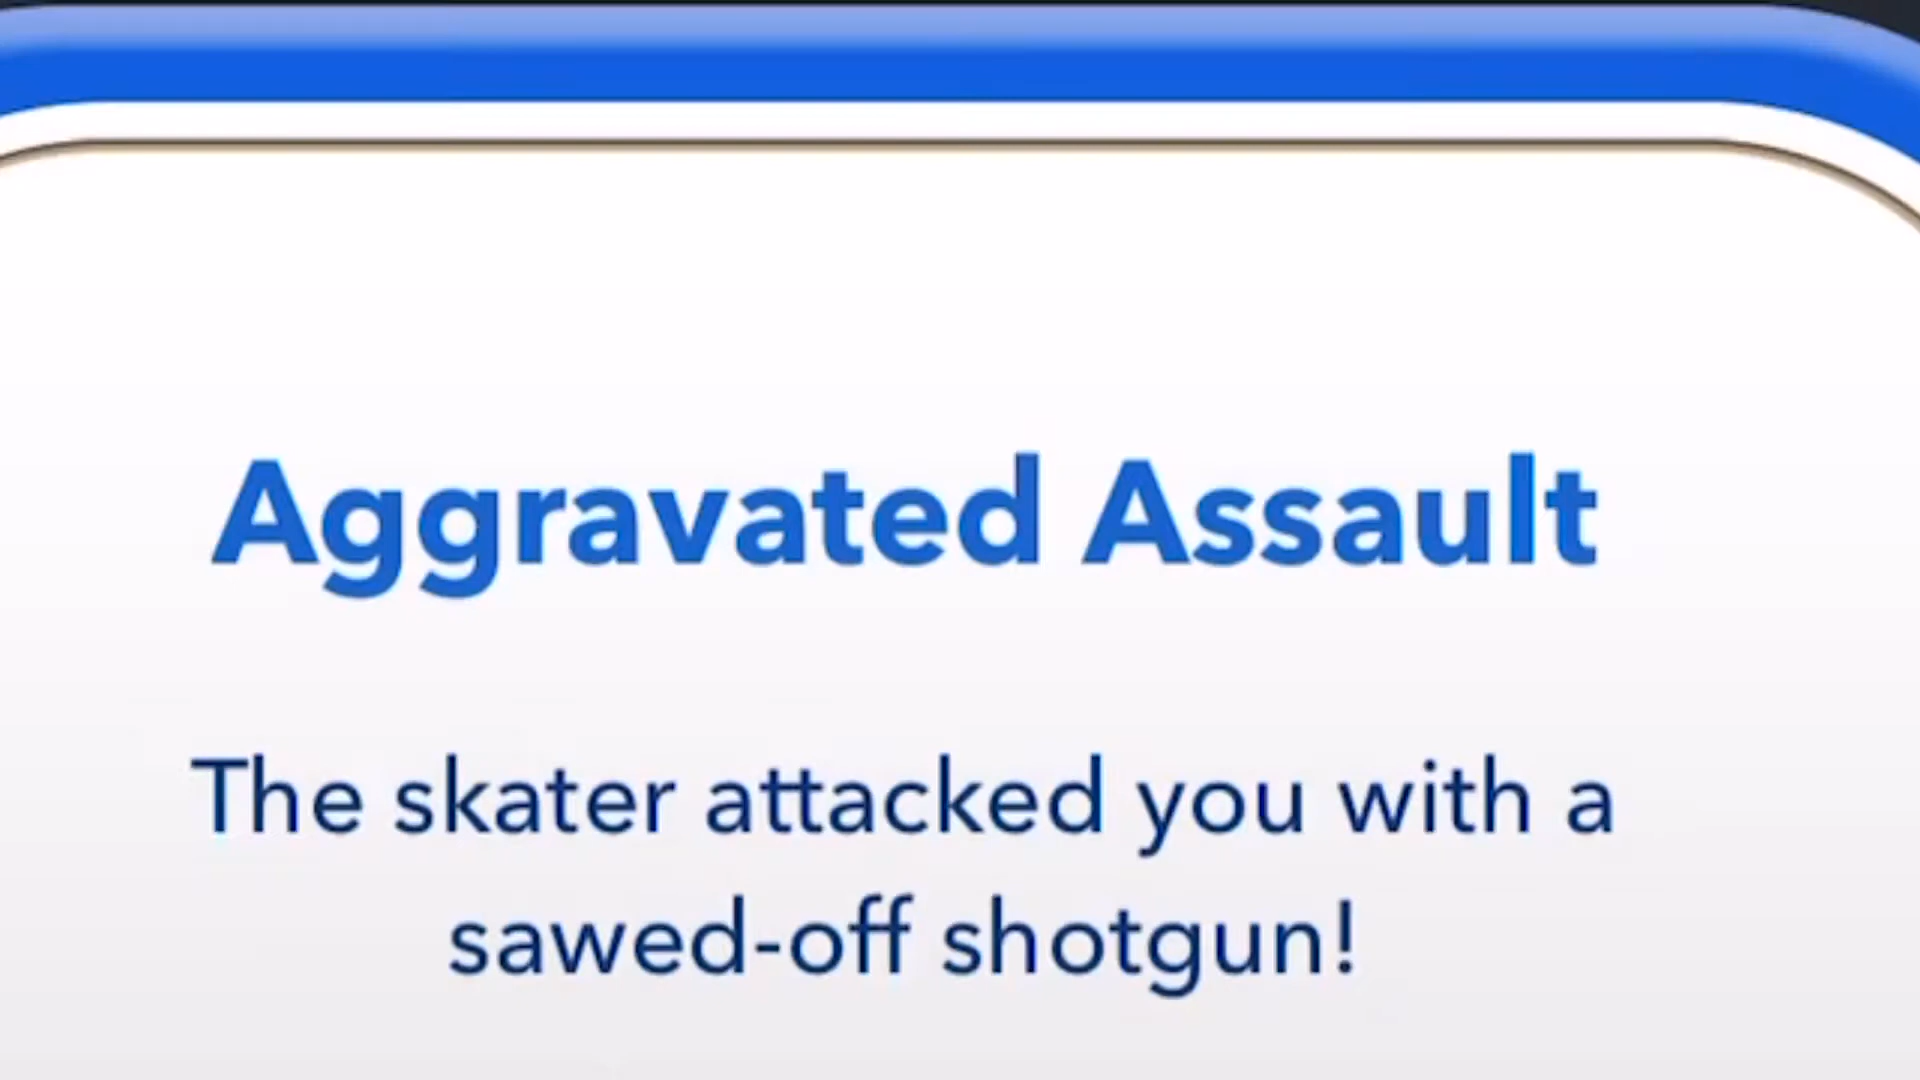 Aggravated Assault
The skater attacked you with a
sawed-off shotgun!